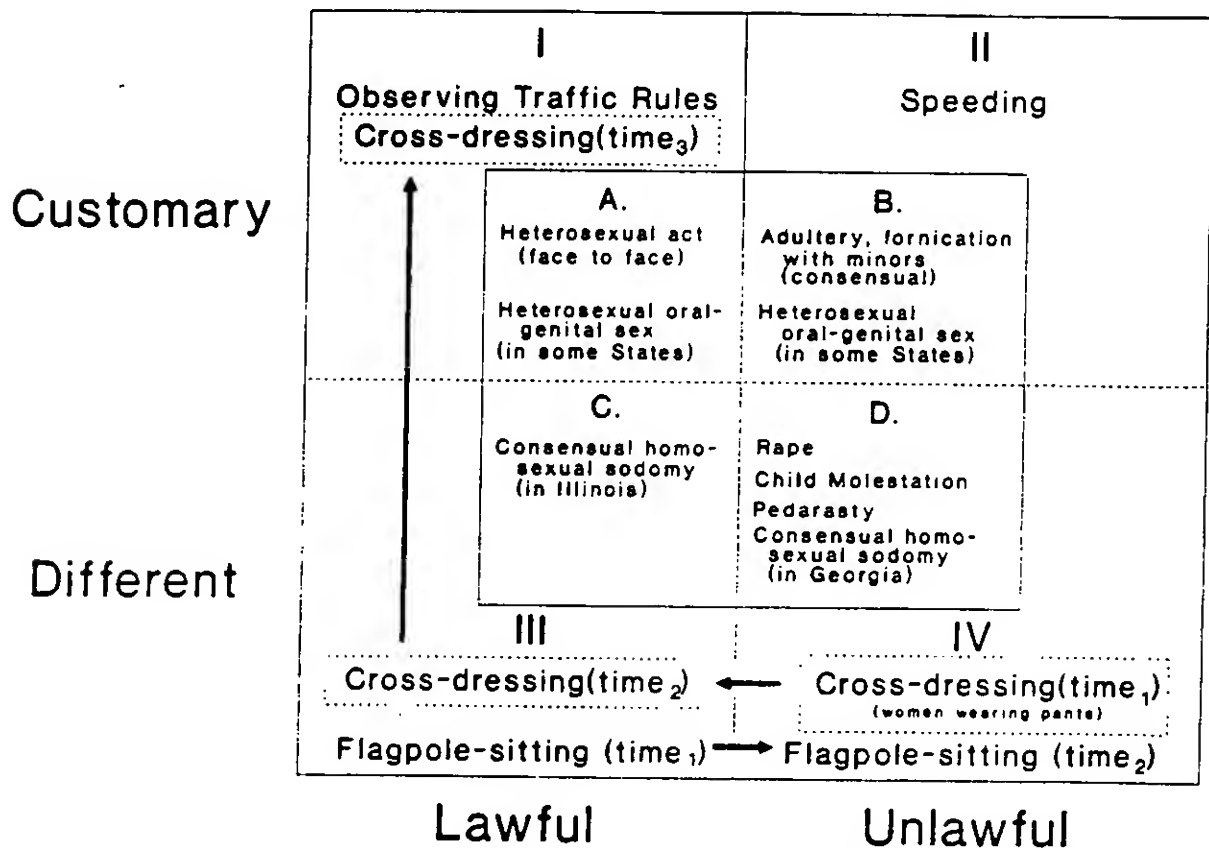 I
II
Observing Traffic Rules
Speeding
Cross-dressing(time₃)
Customary
A.
Heterosexual act
(face to face)
Heterosexual oral-
genital sex
(in some States)
B.
Adultery, fornication
with minors
(consensual)
Heterosexual
oral-genital sex
(in some States)
C.
Consensual homo-
sexual sodomy
(in Illinois)
D.
Rape
Child Molestation
Pedarasty
Consensual homo-
sexual sodomy
(in Georgia)
Different
III
IV
Cross-dressing(time₂)
Cross-dressing(time₁)
(women wearing pants)
Flagpole-sitting (time₁)
Flagpole-sitting (time₂)
Lawful
Unlawful